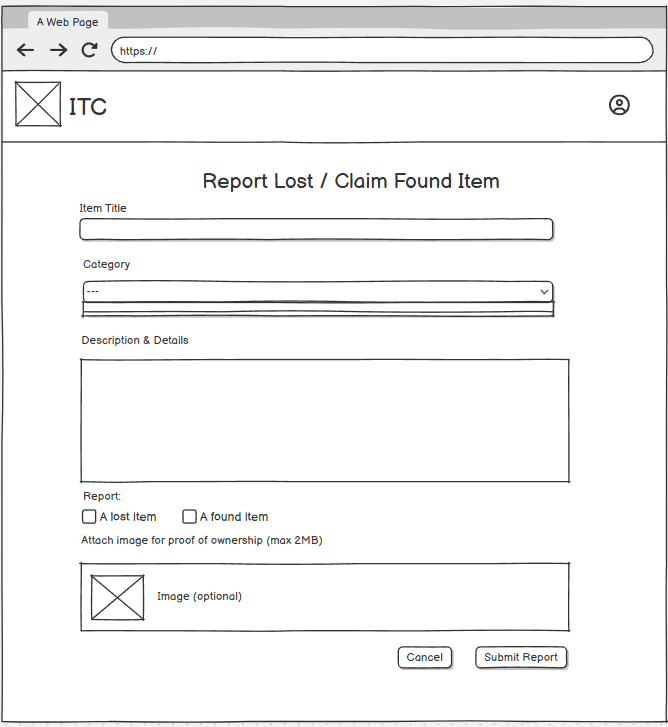 A Web Page
https://
ITC
Report Lost / Claim Found Item
Item Title
Category
---
Description & Details
Report:
A lost item A found item
Attach image for proof of ownership (max 2MB)
Image (optional)
Cancel Submit Report